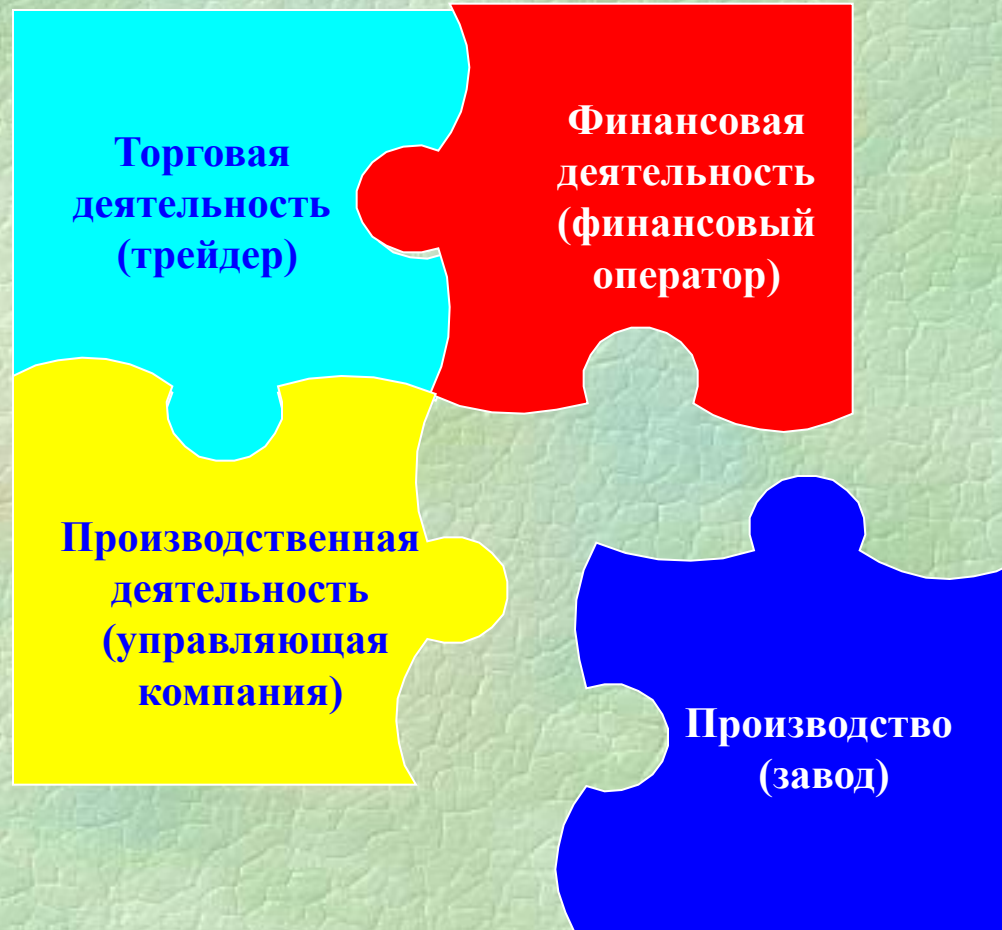 Торговая
деятельность
(трейдер)
Финансовая
деятельность
(финансовый
оператор)
Производственная
деятельность
(управляющая
компания)
Производство
(завод)